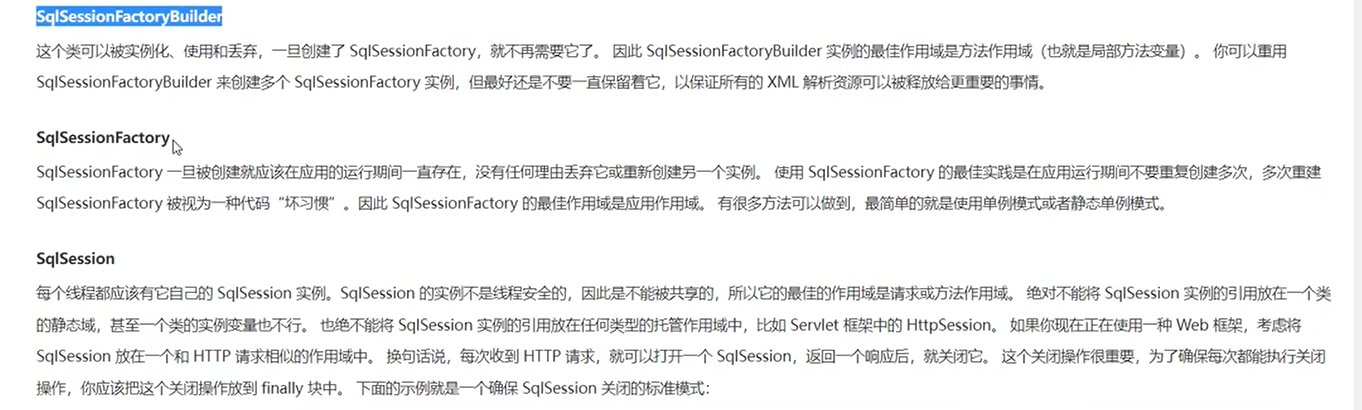 SqlSessionFactoryBuilder
这个类可以被实例化、使用和丢弃，一旦创建了 SqlSessionFactory，就不再需要它了。 因此 SqlSessionFactoryBuilder 实例的最佳作用域是方法作用域（也就是局部方法变量）。 你可以重用
SqlSessionFactoryBuilder 来创建多个 SqlSessionFactory 实例，但最好还是不要一直保留着它，以保证所有的 XML 解析资源可以被释放给更重要的事情。
SqlSessionFactory
SqlSessionFactory 一旦被创建就应该在应用的运行期间一直存在，没有任何理由丢弃它或重新创建另一个实例。 使用 SqlSessionFactory 的最佳实践是在应用运行期间不要重复创建多次，多次重建
SqlSessionFactory 被视为一种代码“坏习惯”。因此 SqlSessionFactory 的最佳作用域是应用作用域。 有很多方法可以做到，最简单的就是使用单例模式或者静态单例模式。
SqlSession
每个线程都应该有它自己的 SqlSession 实例。SqlSession 的实例不是线程安全的，因此是不能被共享的，所以它的最佳的作用域是请求或方法作用域。 绝对不能将 SqlSession 实例的引用放在一个类
的静态域，甚至一个类的实例变量也不行。 也绝不能将 SqlSession 实例的引用放在任何类型的托管作用域中，比如 Servlet 框架中的 HttpSession。 如果你现在正在使用一种 Web 框架，考虑将
SqlSession 放在一个和 HTTP 请求相似的作用域中。 换句话说，每次收到 HTTP 请求，就可以打开一个 SqlSession，返回一个响应后，就关闭它。 这个关闭操作很重要，为了确保每次都能执行关闭
操作，你应该把这个关闭操作放到 finally 块中。 下面的示例就是一个确保 SqlSession 关闭的标准模式：